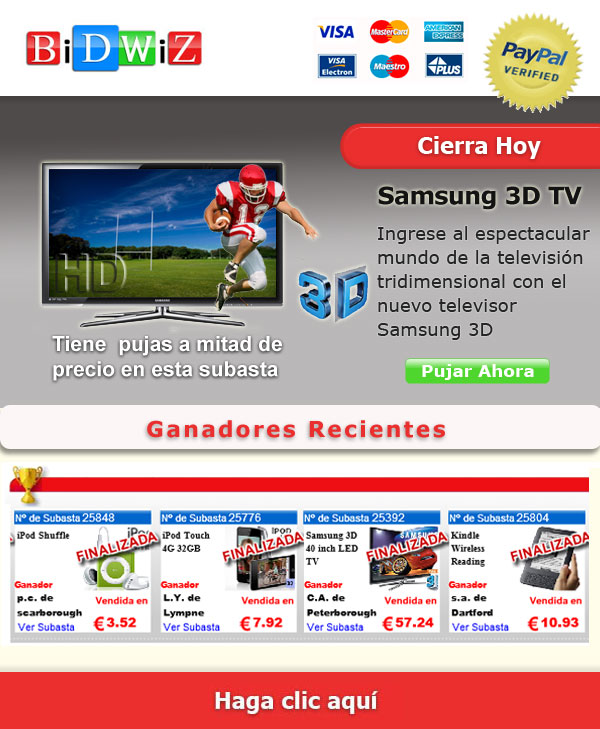 BiDWiZ
VISA MasterCard AMERICAN EXPRESS
VISA Electron Maestro PLUS
PayPal
VERIFIED
Cierra Hoy
Samsung 3D TV
Ingrese al espectacular
mundo de la televisión
tridimensional con el
nuevo televisor
Samsung 3D
HD
SAMSUNG
3D
Tiene pujas a mitad de
precio en esta subasta
Pujar Ahora
Ganadores Recientes
Nº de Subasta 25848
iPod Shuffle
iPo
FINALIZADA
Ganador
p.c. de
scarborough
Vendida en
Ver Subasta
€3.52
Nº de Subasta 25776
iPod Touch
4G 32GB
FINALIZADA
Ganador
L.Y. de
Lympne
Vendida en
Ver Subasta
€7.92
Nº de Subasta 25392
Samsung 3D
40 inch LED
TV
FINALIZADA
3D
Ganador
C.A. de
Peterborough
Vendida en
Ver Subasta
€57.24
Nº de Subasta 25804
Kindle
Wireless
Reading
FINALIZADA
Ganador
s.a. de
Dartford
Vendida en
Ver Subasta
€10.93
Haga clic aquí